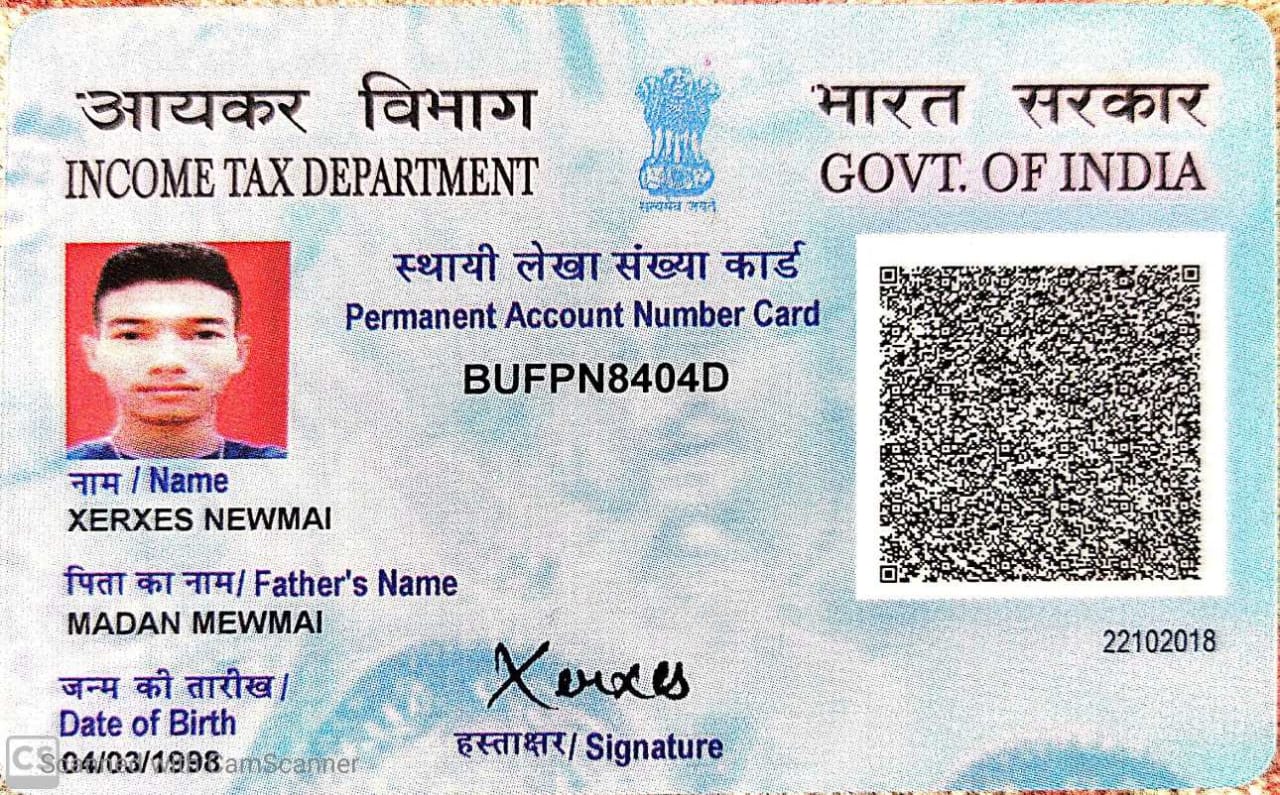 आयकर विभाग
INCOME TAX DEPARTMENT
सत्यमेव जयते
भारत सरकार
GOVT. OF INDIA
स्थायी लेखा संख्या कार्ड
Permanent Account Number Card
BUFPN8404D
नाम / Name
XERXES NEWMAI
पिता का नाम/ Father's Name
MADAN MEWMAI
22102018
जन्म की तारीख/
Date of Birth
04/03/1998
Xerxes
हस्ताक्षर/ Signature
CS Scanned with CamScanner